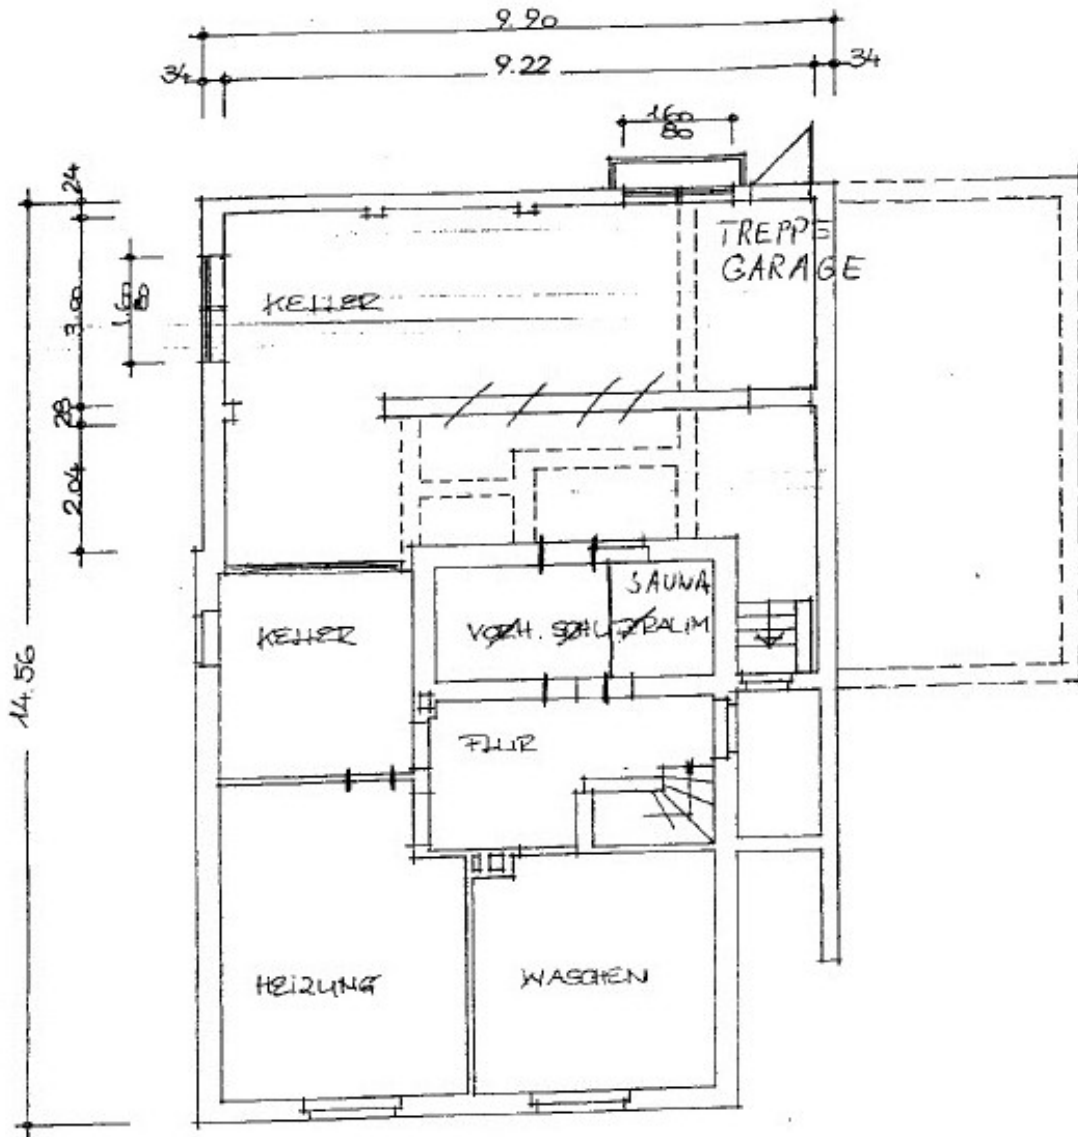 9.90
34
9.22
34
1.60
80
24
TREPPE
GARAGE
KELLER
3.00
1.60
80
28
2.04
SAUNA
VORH. SCHUTZRAUM
KELLER
14.56
FLUR
HEIZUNG
WASCHEN